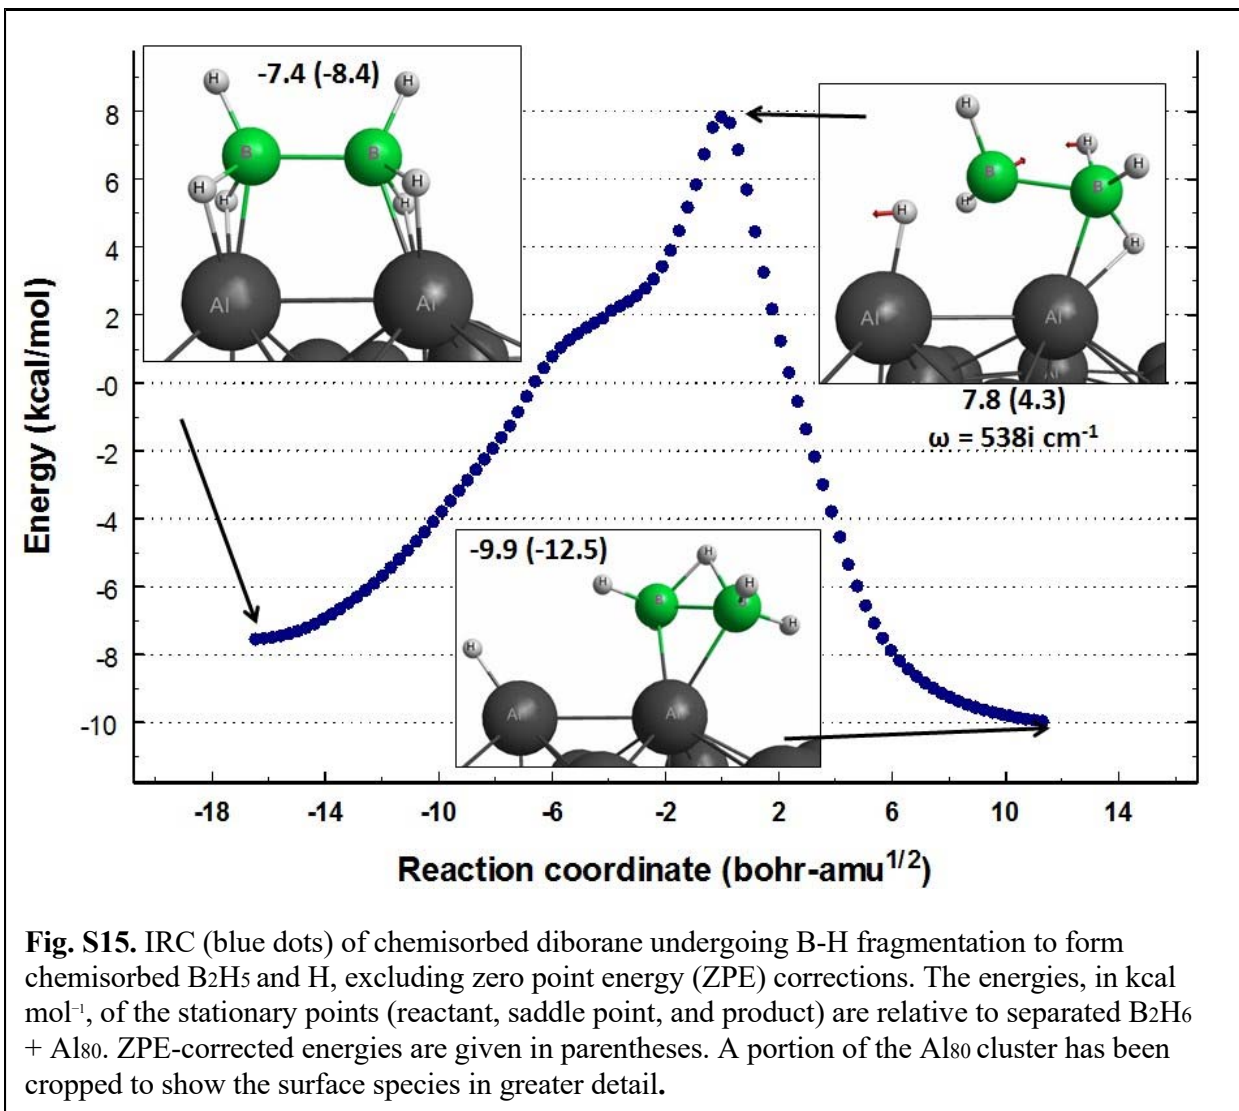 -7.4 (-8.4)
H
H
B
B
H
H
H
H
Al
Al
H
H
H
B
B
H
H
H
Al
Al
Al
7.8 (4.3)
ω = 538i cm⁻¹
-9.9 (-12.5)
H
H
H
B
B
H
H
Al
Al
8
6
4
2
-0
-2
-4
-6
-8
-10
Energy (kcal/mol)
-18 -14 -10 -6 -2 2 6 10 14
Reaction coordinate (bohr-amu¹/²)
Fig. S15. IRC (blue dots) of chemisorbed diborane undergoing B-H fragmentation to form
chemisorbed B₂H₅ and H, excluding zero point energy (ZPE) corrections. The energies, in kcal
mol⁻¹, of the stationary points (reactant, saddle point, and product) are relative to separated B₂H₆
+ Al₈₀. ZPE-corrected energies are given in parentheses. A portion of the Al₈₀ cluster has been
cropped to show the surface species in greater detail.